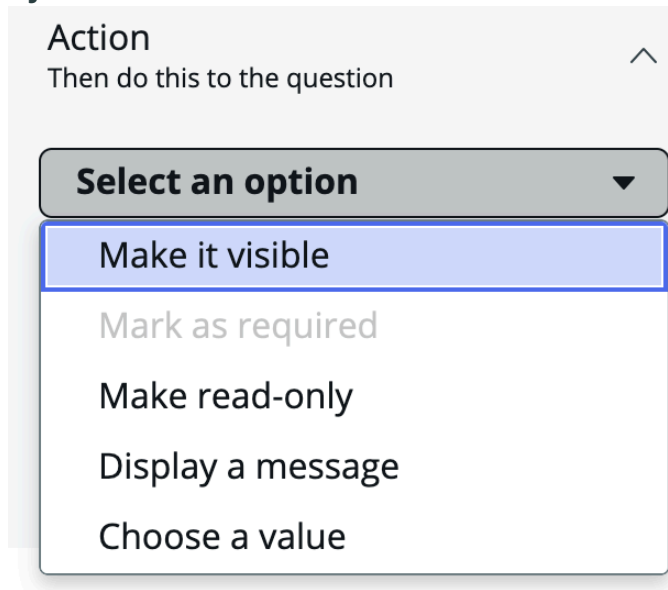 Action
Then do this to the question
Select an option
Make it visible
Mark as required
Make read-only
Display a message
Choose a value